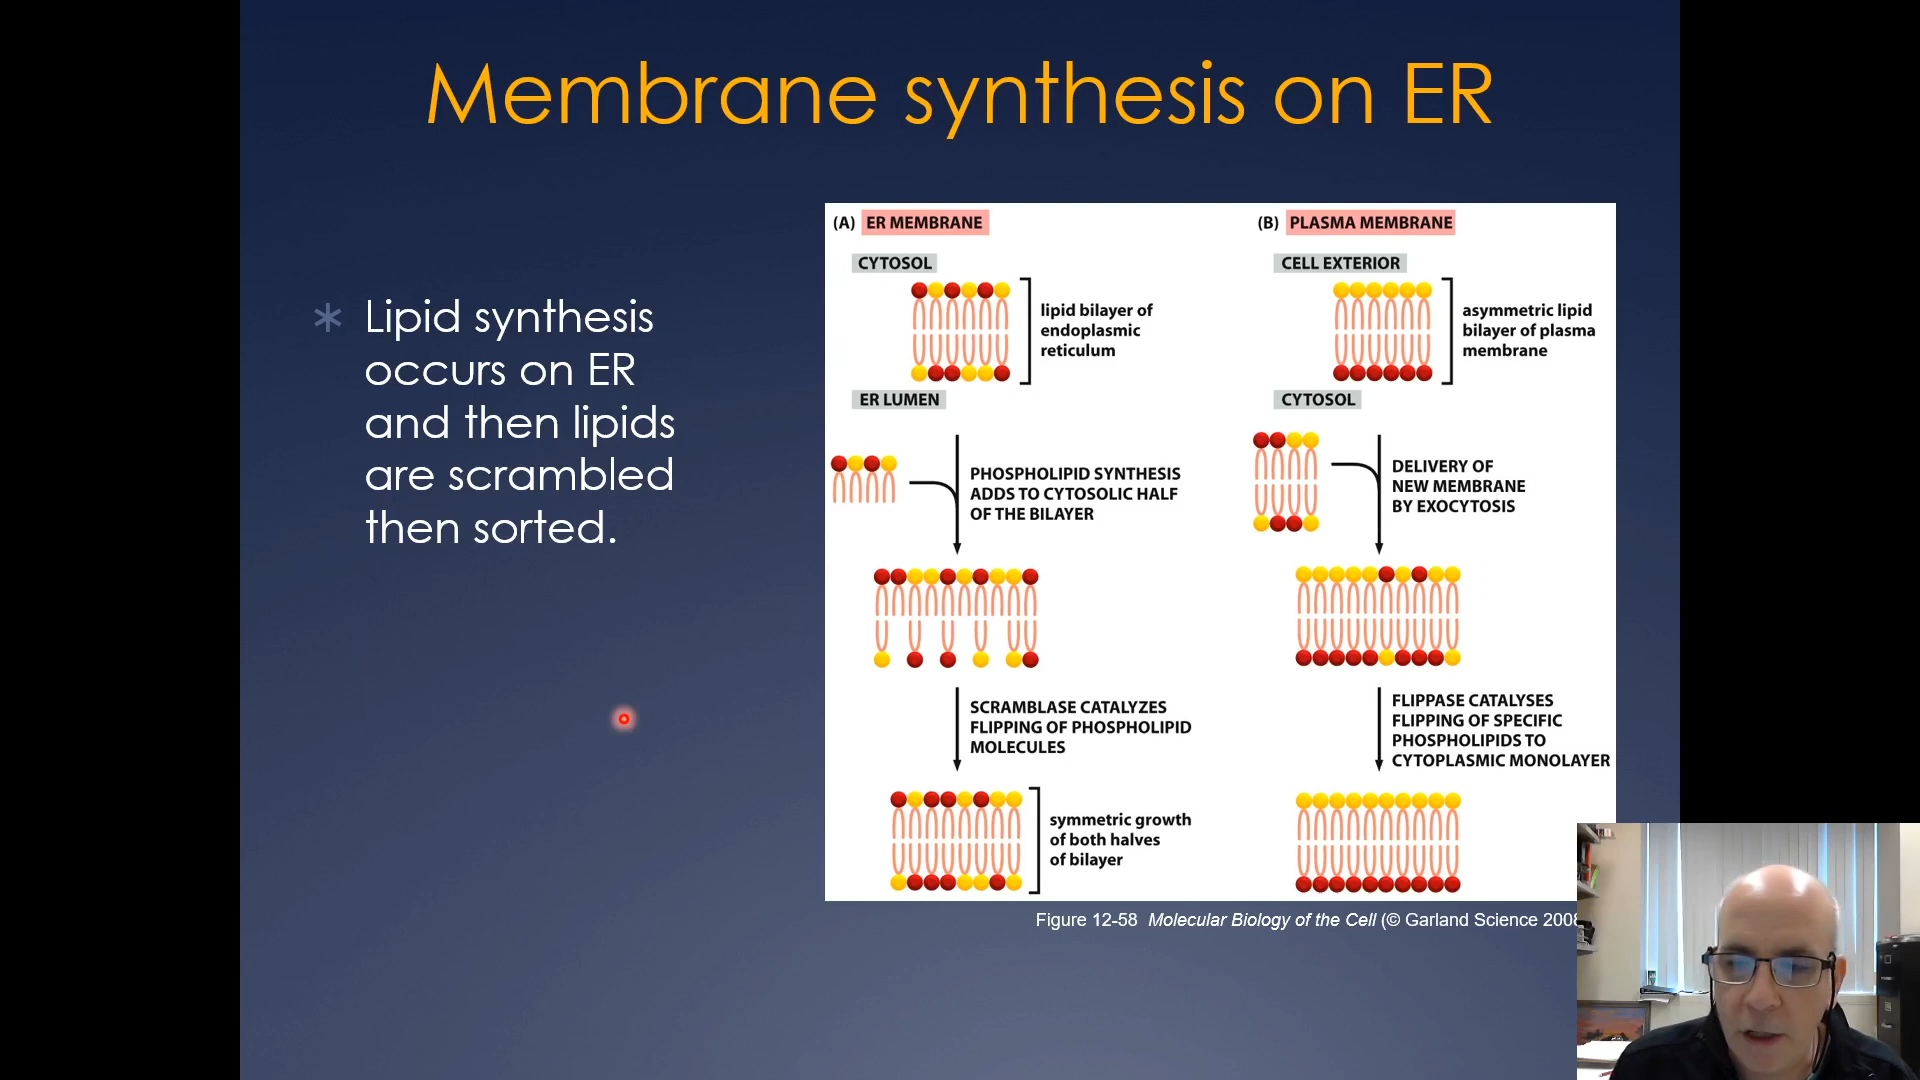 Membrane synthesis on ER
Lipid synthesis
occurs on ER
and then lipids
are scrambled
then sorted.
(A) ER MEMBRANE
CYTOSOL
lipid bilayer of
endoplasmic
reticulum
ER LUMEN
PHOSPHOLIPID SYNTHESIS
ADDS TO CYTOSOLIC HALF
OF THE BILAYER
SCRAMBLASE CATALYZES
FLIPPING OF PHOSPHOLIPID
MOLECULES
symmetric growth
of both halves
of bilayer
(B) PLASMA MEMBRANE
CELL EXTERIOR
asymmetric lipid
bilayer of plasma
membrane
CYTOSOL
DELIVERY OF
NEW MEMBRANE
BY EXOCYTOSIS
FLIPPASE CATALYSES
FLIPPING OF SPECIFIC
PHOSPHOLIPIDS TO
CYTOPLASMIC MONOLAYER
Figure 12-58 Molecular Biology of the Cell (© Garland Science 2008